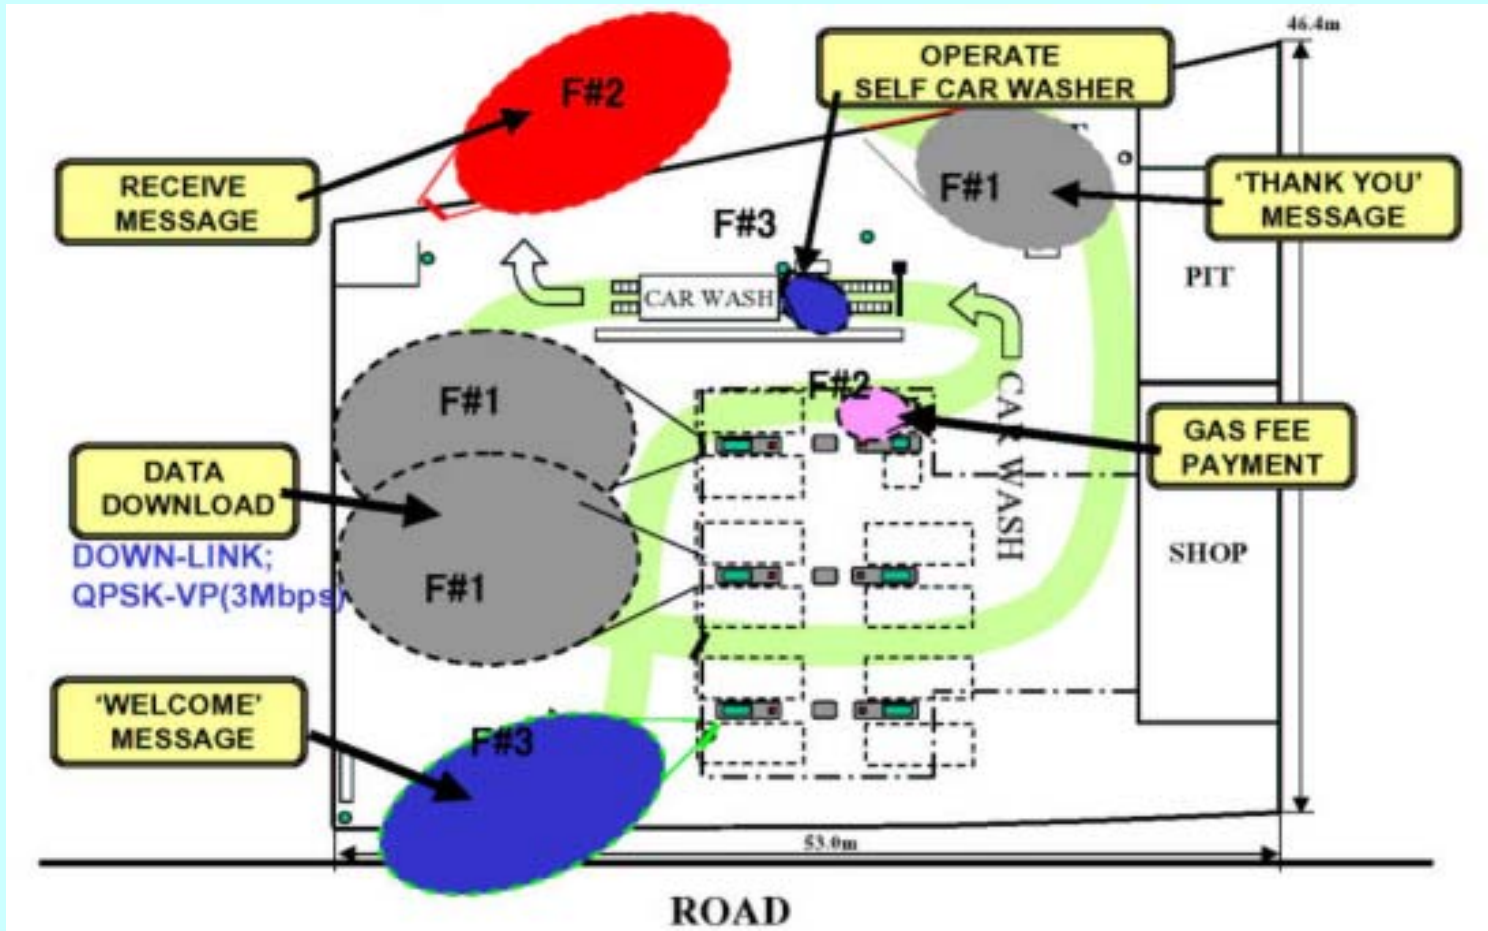 46.4m
OPERATE
SELF CAR WASHER
F#2
RECEIVE
MESSAGE
F#1
'THANK YOU'
MESSAGE
F#3
PIT
CAR WASH
F#1
F#2
CAR WASH
GAS FEE
PAYMENT
DATA
DOWNLOAD
DOWN-LINK;
QPSK-VP(3Mbps)
F#1
SHOP
'WELCOME'
MESSAGE
F#3
53.0m
ROAD